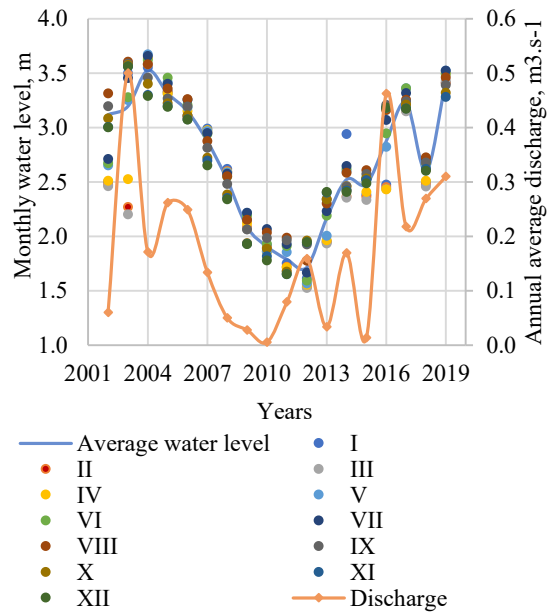 Monthly water level, m
4.0
3.5
3.0
2.5
2.0
1.5
1.0
0.6
0.5
0.4
0.3
0.2
0.1
0.0
Annual average discharge, m3.s-1
2001 2004 2007 2010 2013 2016 2019
Years
Average water level I
II III
IV V
VI VII
VIII IX
X XI
XII Discharge